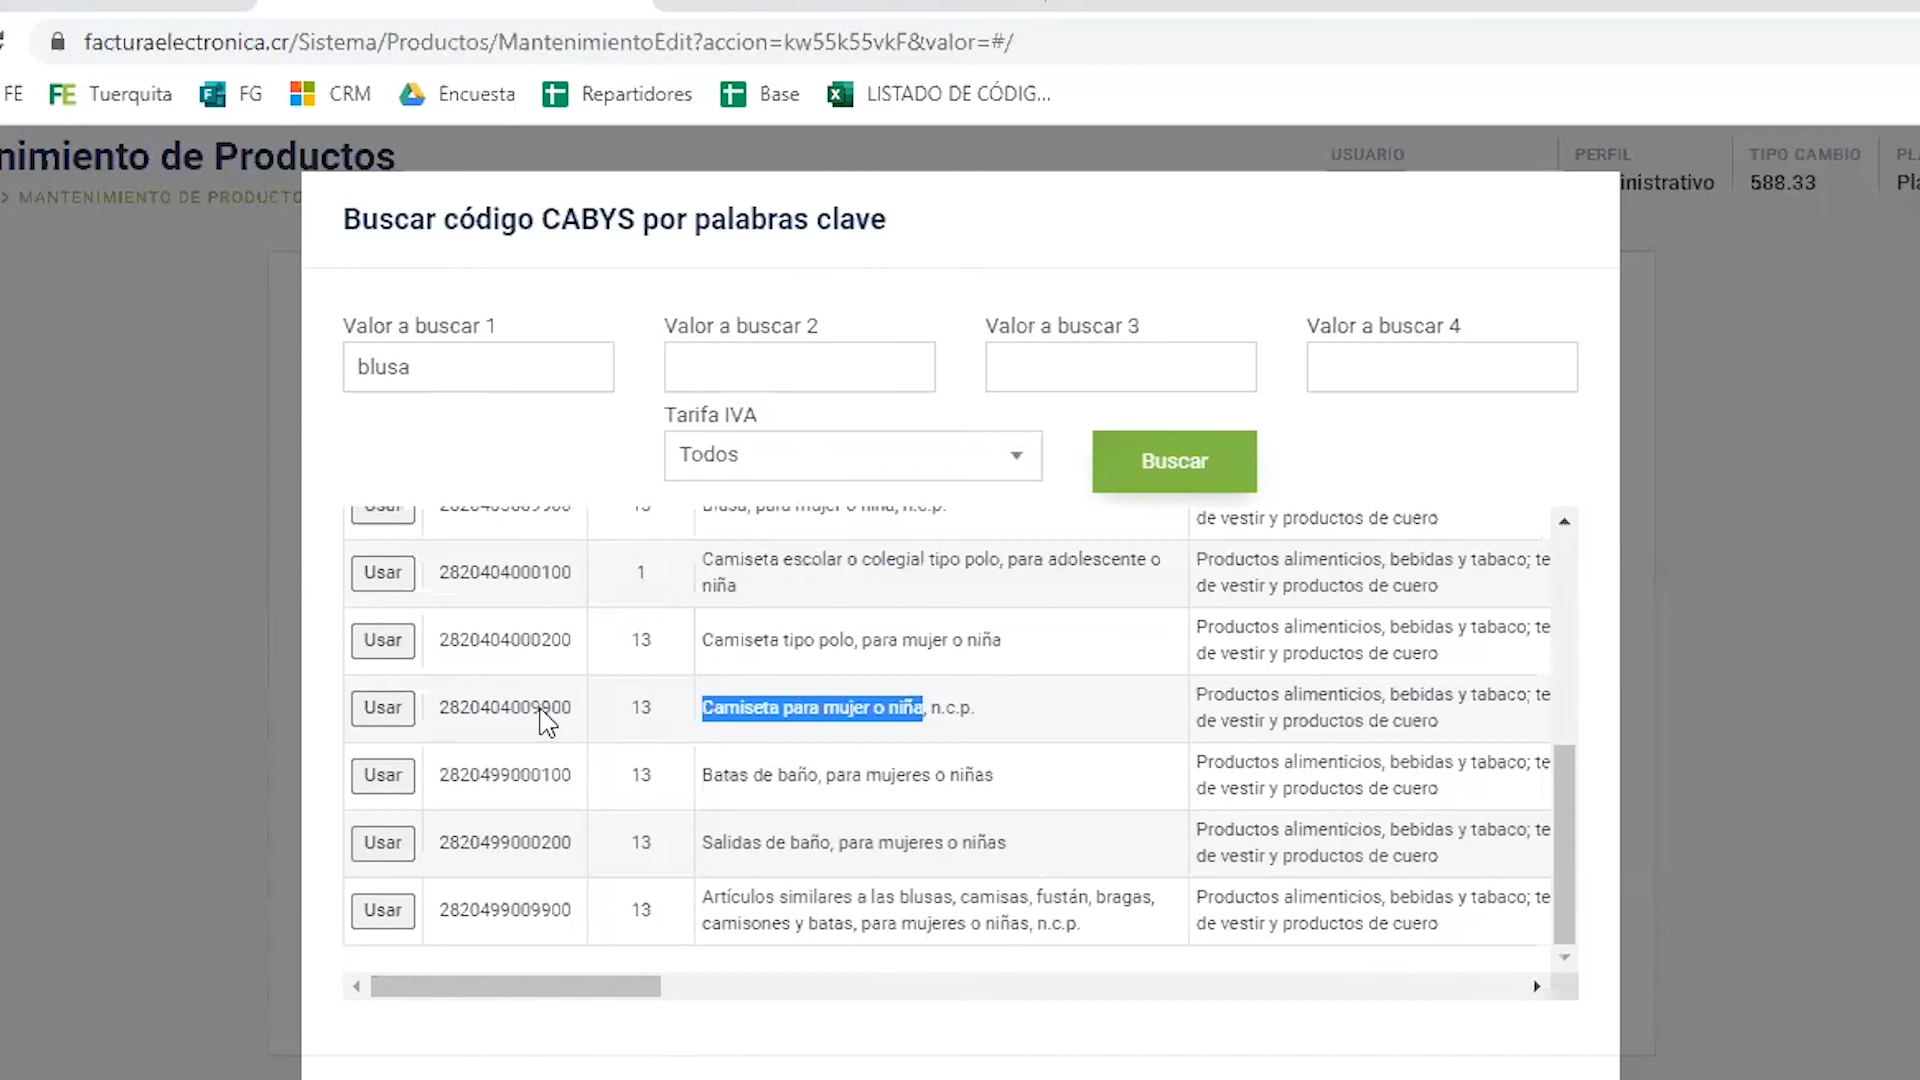 facturaelectronica.cr/Sistema/Productos/MantenimientoEdit?accion=kw55k55vkF&valor=#/
FE FE Tuerquita FG CRM Encuesta Repartidores Base LISTADO DE CÓDIG...
nimiento de Productos
USUARIO PERFIL TIPO CAMBIO PL
> MANTENIMIENTO DE PRODUCTO
inistrativo 588.33 Pl
Buscar código CABYS por palabras clave
Valor a buscar 1 Valor a buscar 2 Valor a buscar 3 Valor a buscar 4
blusa
Tarifa IVA
Todos
Buscar
Usar 2820403009900 13 Blusa, para mujer o niña, n.c.p.
de vestir y productos de cuero
Usar 2820404000100 1 Camiseta escolar o colegial tipo polo, para adolescente o
niña
Productos alimenticios, bebidas y tabaco; te
de vestir y productos de cuero
Usar 2820404000200 13 Camiseta tipo polo, para mujer o niña
Productos alimenticios, bebidas y tabaco; te
de vestir y productos de cuero
Usar 2820404009900 13 Camiseta para mujer o niña, n.c.p.
Productos alimenticios, bebidas y tabaco; te
de vestir y productos de cuero
Usar 2820499000100 13 Batas de baño, para mujeres o niñas
Productos alimenticios, bebidas y tabaco; te
de vestir y productos de cuero
Usar 2820499000200 13 Salidas de baño, para mujeres o niñas
Productos alimenticios, bebidas y tabaco; te
de vestir y productos de cuero
Usar 2820499009900 13 Artículos similares a las blusas, camisas, fustán, bragas,
camisones y batas, para mujeres o niñas, n.c.p.
Productos alimenticios, bebidas y tabaco; te
de vestir y productos de cuero